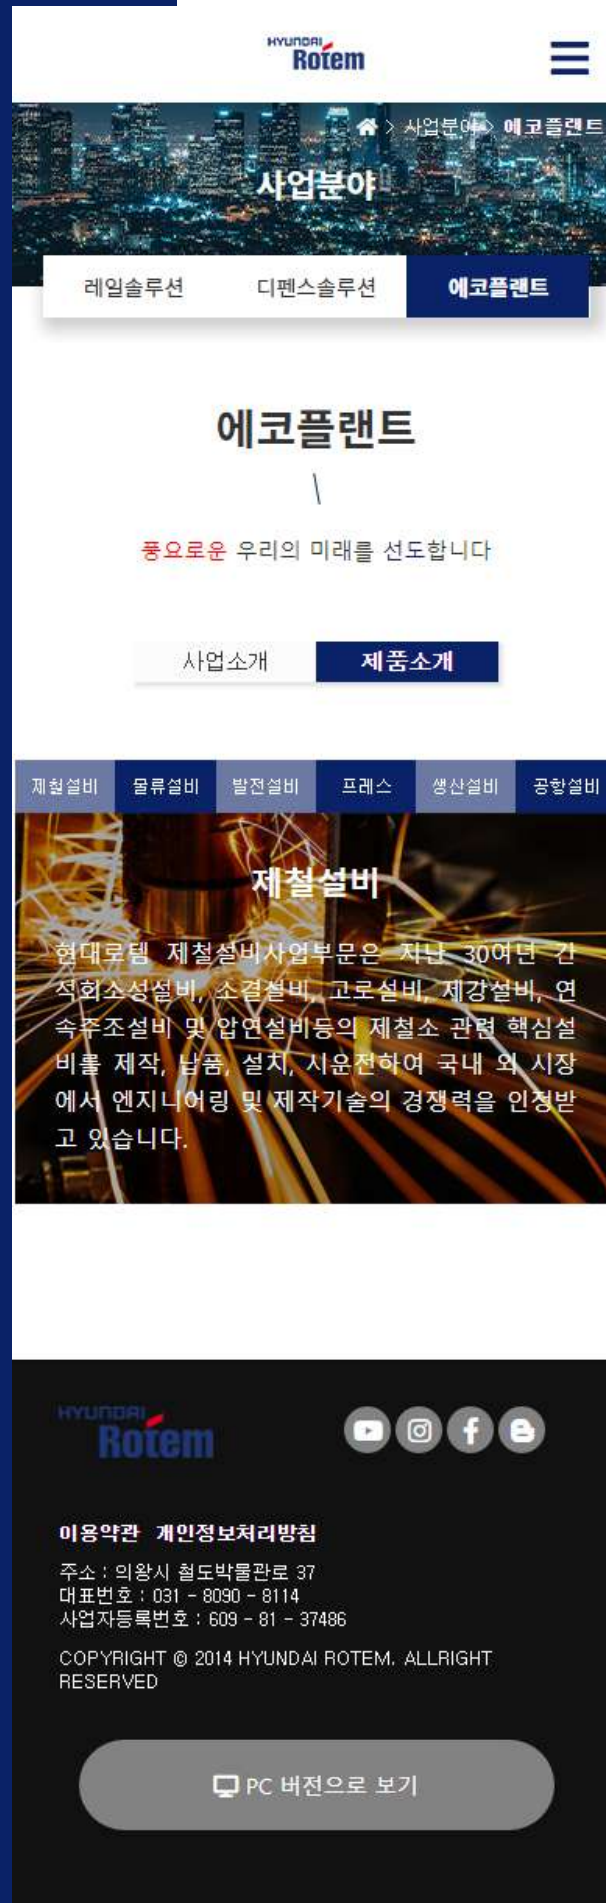 HYUNDAI
Rotem
> 사업분야> 에코플랜트
사업분야
레일솔루션 디펜스솔루션 에코플랜트
에코플랜트
\
풍요로운 우리의 미래를 선도합니다
사업소개 제품소개
제철설비 물류설비 발전설비 프레스 생산설비 공항설비
제철설비
현대로템 제철설비사업부문은 지난 30여년 간
석회소성설비, 소결설비, 고로설비, 제강설비, 연
속주조설비 및 압연설비등의 제철소 관련 핵심설
비를 제작, 납품, 설치, 시운전하여 국내 외 시장
에서 엔지니어링 및 제작기술의 경쟁력을 인정받
고 있습니다.
HYUNDAI
Rotem
이용약관 개인정보처리방침
주소 : 의왕시 철도박물관로 37
대표번호 : 031 - 8090 - 8114
사업자등록번호 : 609 - 81 - 37486
COPYRIGHT © 2014 HYUNDAI ROTEM. ALLRIGHT
RESERVED
PC 버전으로 보기